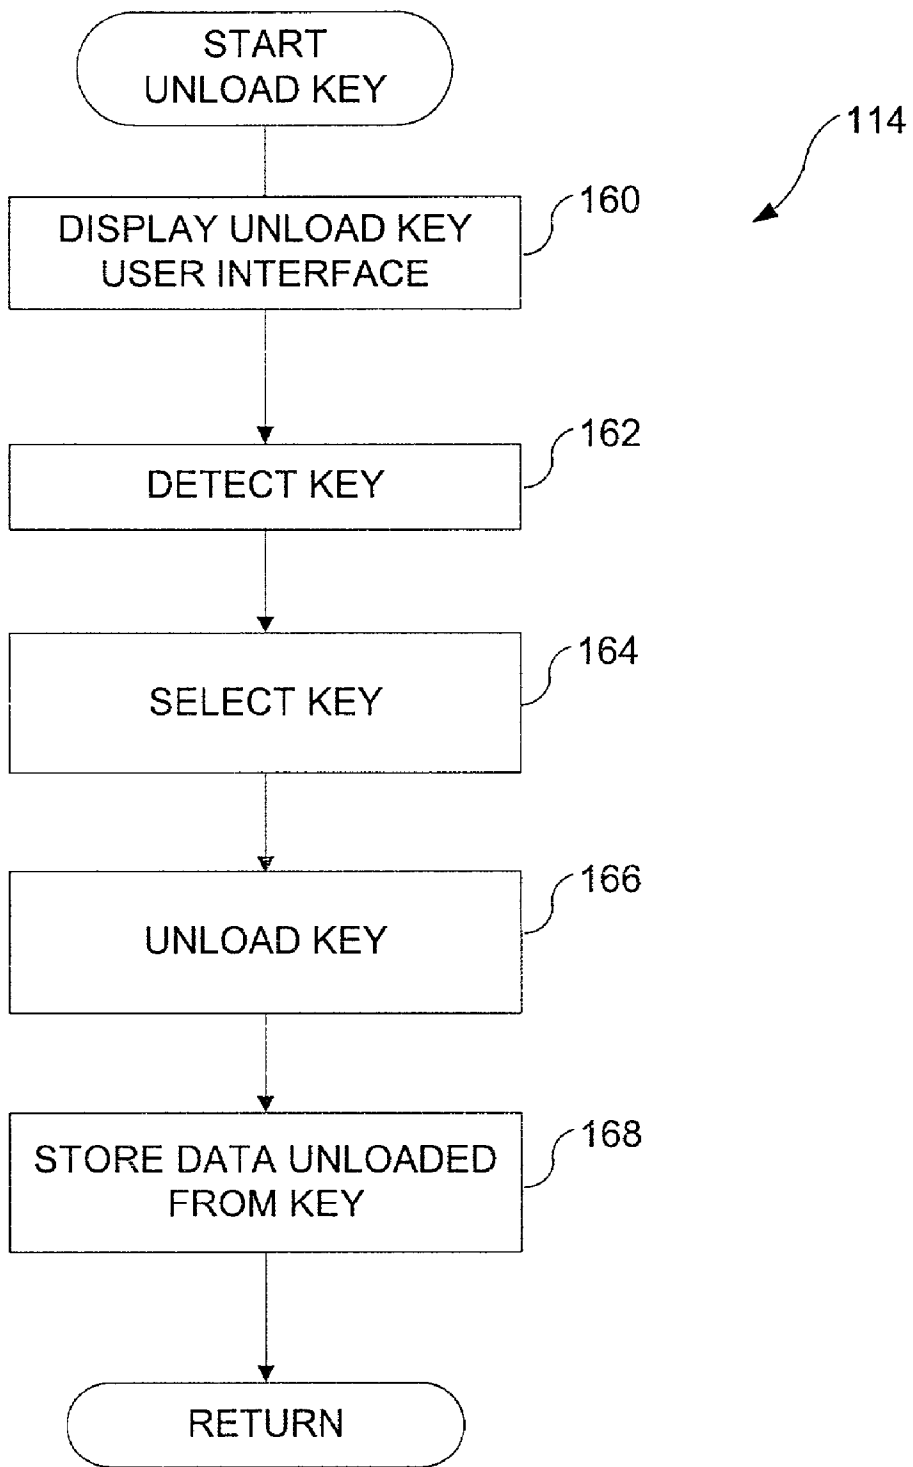 START
UNLOAD KEY
114
160
DISPLAY UNLOAD KEY
USER INTERFACE
162
DETECT KEY
164
SELECT KEY
166
UNLOAD KEY
168
STORE DATA UNLOADED
FROM KEY
RETURN